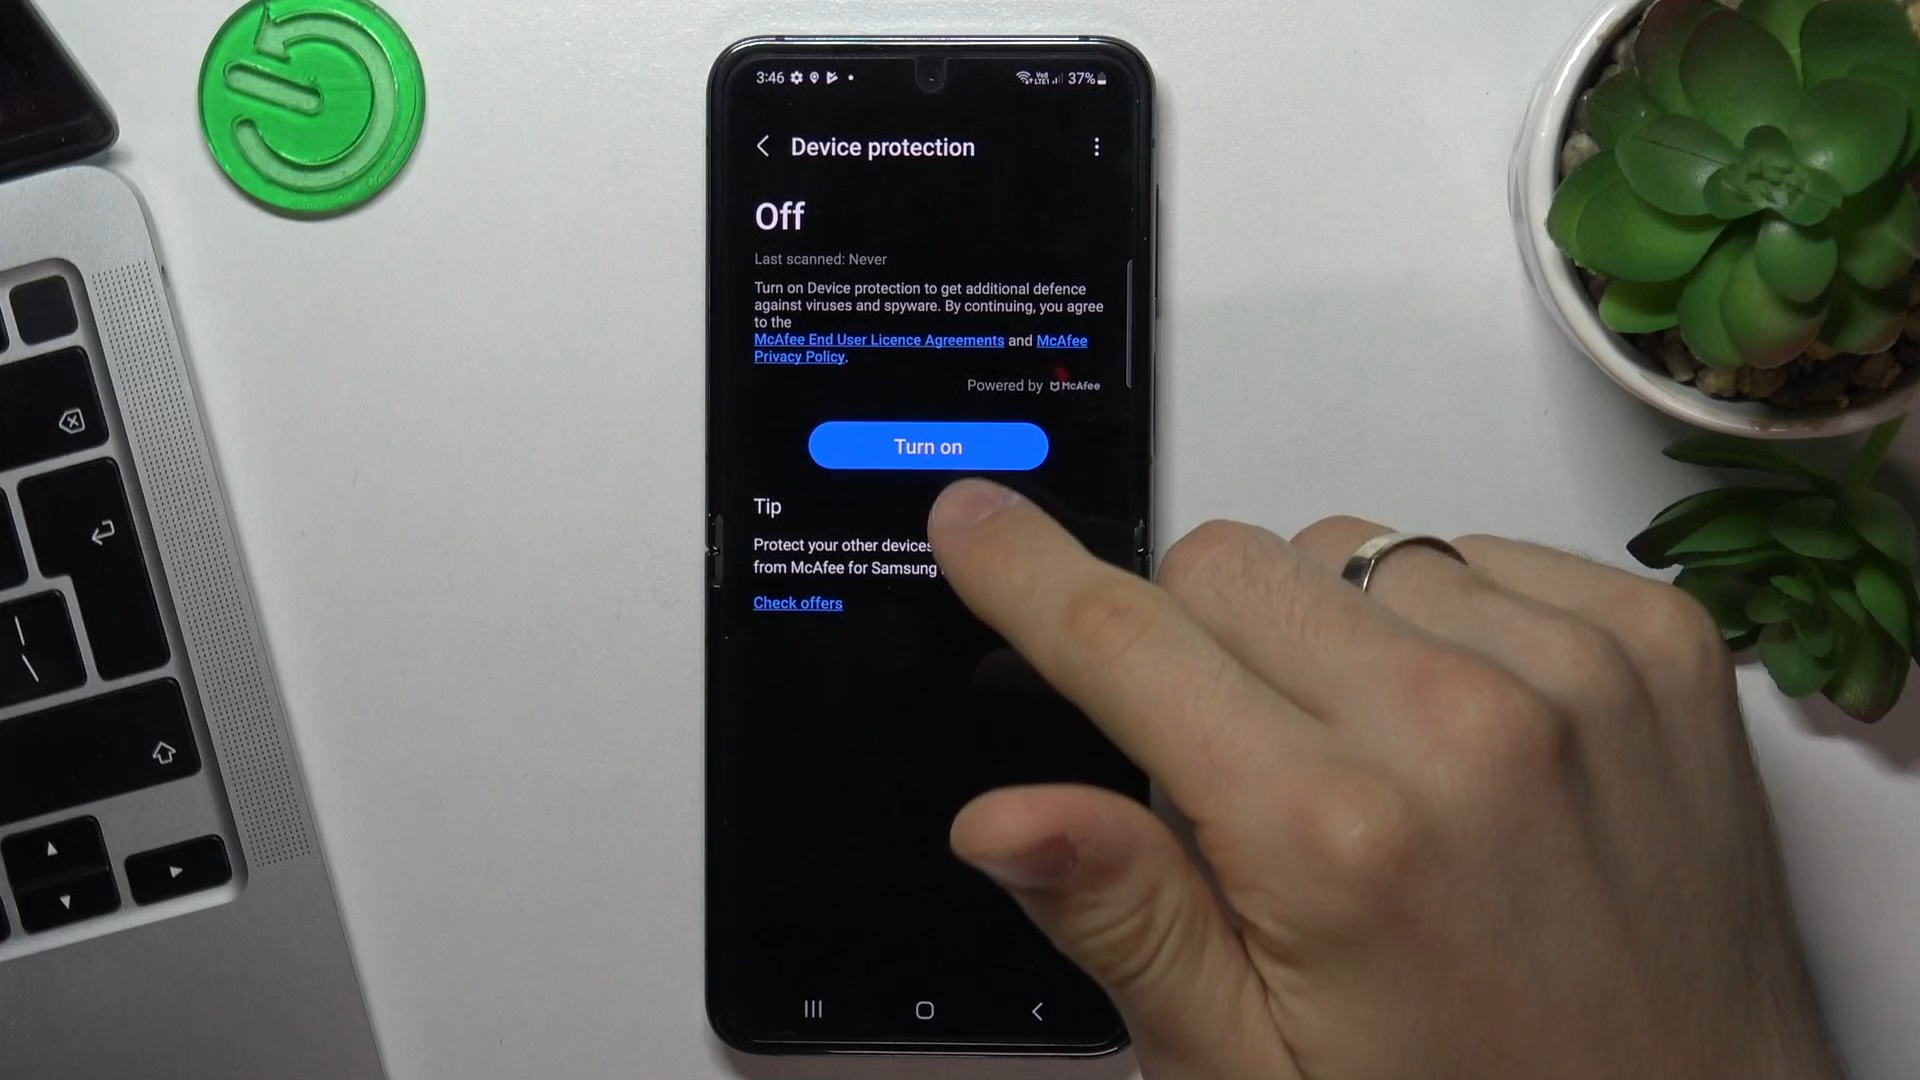 3:46
Vo)) LTE1
37%
Device protection
Off
Last scanned: Never
Turn on Device protection to get additional defence
against viruses and spyware. By continuing, you agree
to the
McAfee End User Licence Agreements and McAfee
Privacy Policy.
Powered by McAfee
Turn on
Tip
Protect your other devices
from McAfee for Samsung
Check offers